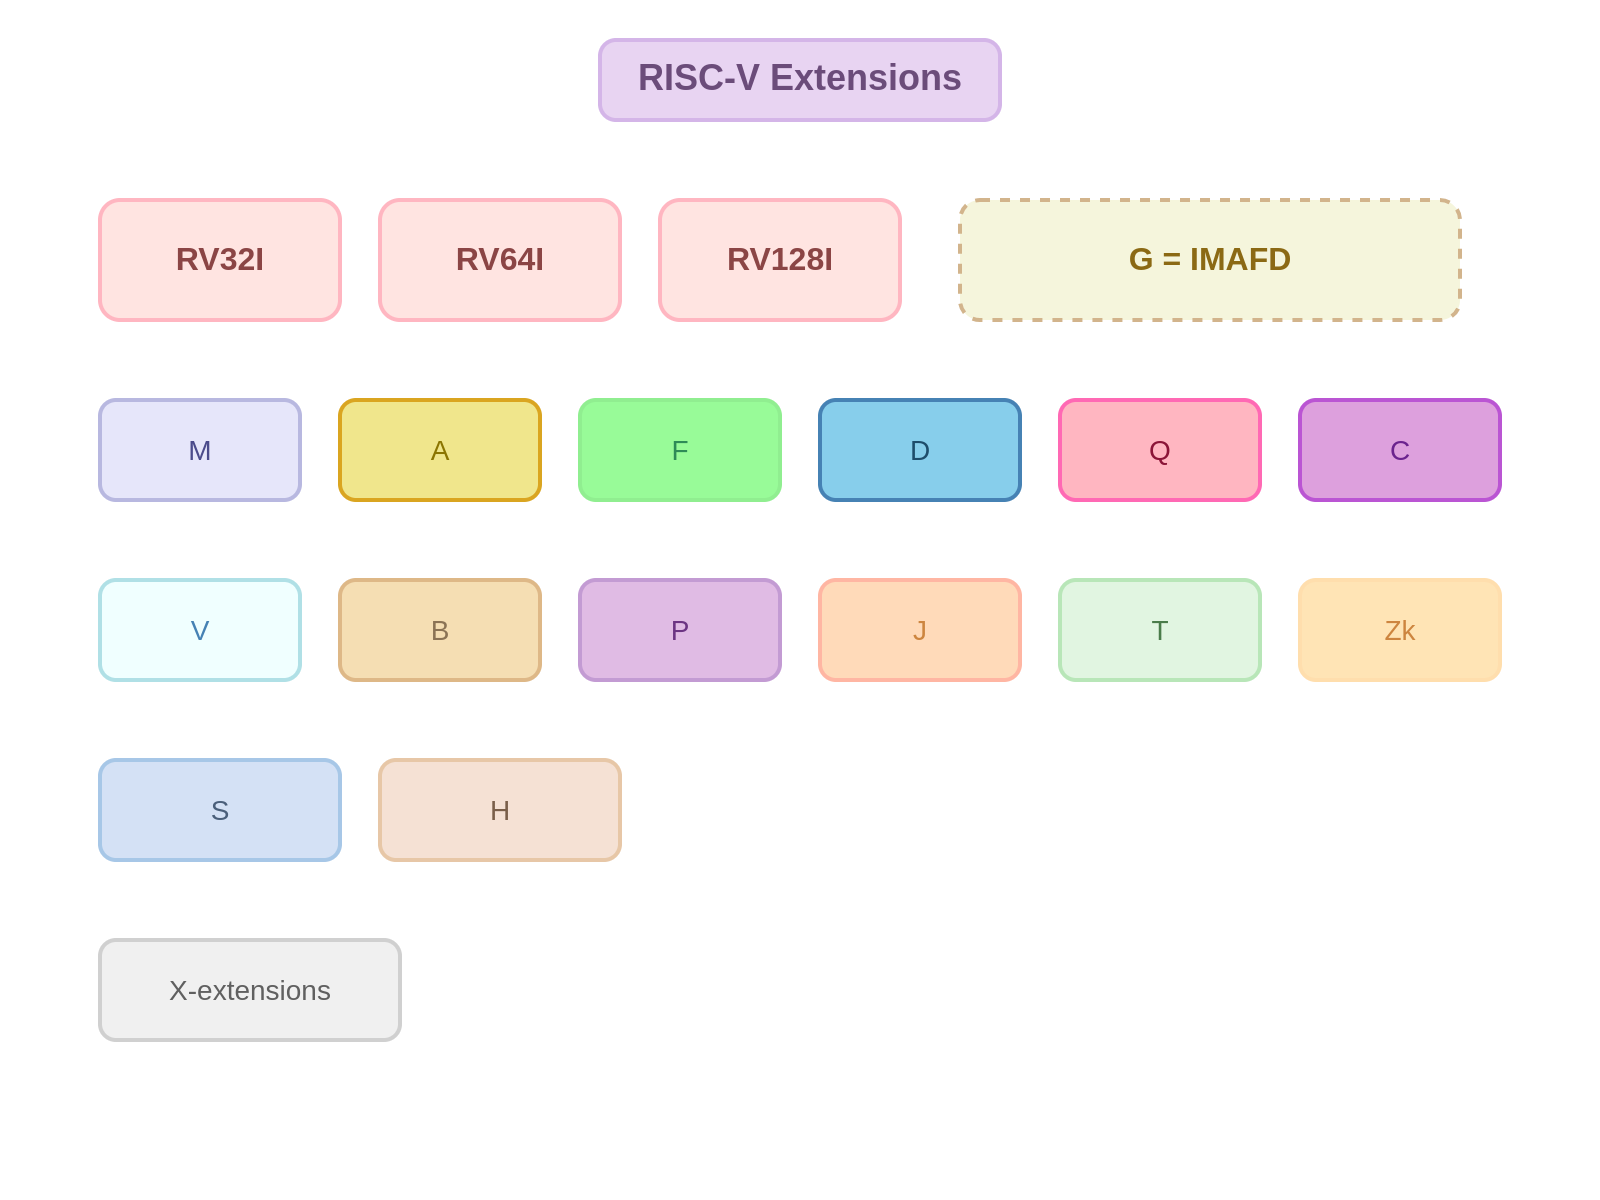 RISC-V Extensions
RV32I
RV64I
RV128I
G = IMAFD
M
A
F
D
Q
C
V
B
P
J
T
Zk
S
H
X-extensions